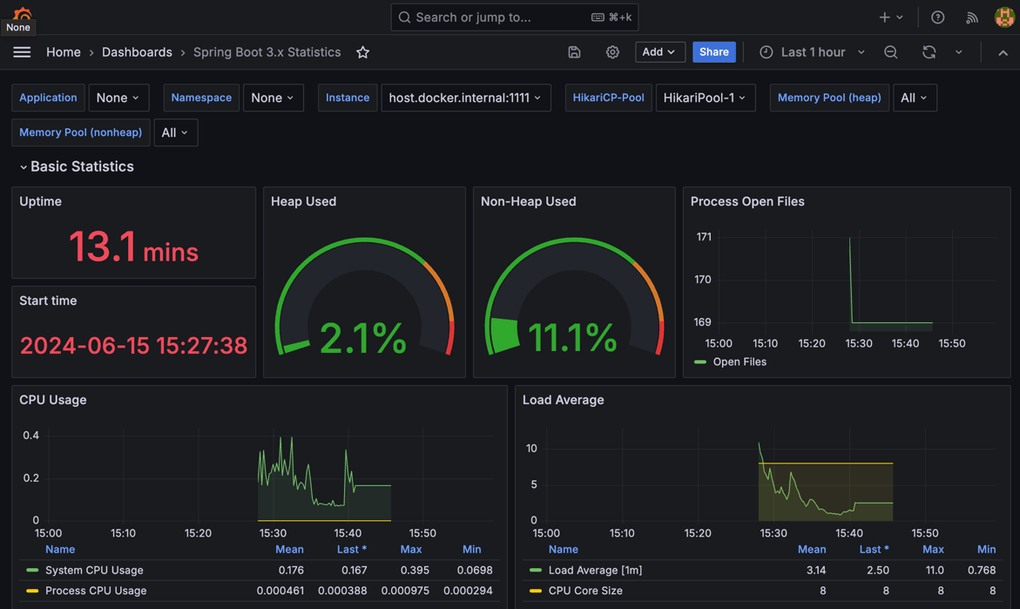 Search or jump to...
⌘+k
None
Home › Dashboards › Spring Boot 3.x Statistics
Add
Share
Last 1 hour
Application
None
Namespace
None
Instance
host.docker.internal:1111
HikariCP-Pool
HikariPool-1
Memory Pool (heap)
All
Memory Pool (nonheap)
All
Basic Statistics
Uptime
13.1 mins
Start time
2024-06-15 15:27:38
Heap Used
2.1%
Non-Heap Used
11.1%
Process Open Files
171
170
169
15:00 15:10 15:20 15:30 15:40 15:50
Open Files
CPU Usage
0.4
0.2
0
15:00 15:10 15:20 15:30 15:40 15:50
Name Mean Last * Max Min
System CPU Usage 0.176 0.167 0.395 0.0698
Process CPU Usage 0.000461 0.000388 0.000975 0.000294
Load Average
10
5
0
15:00 15:10 15:20 15:30 15:40 15:50
Name Mean Last * Max Min
Load Average [1m] 3.14 2.50 11.0 0.768
CPU Core Size 8 8 8 8